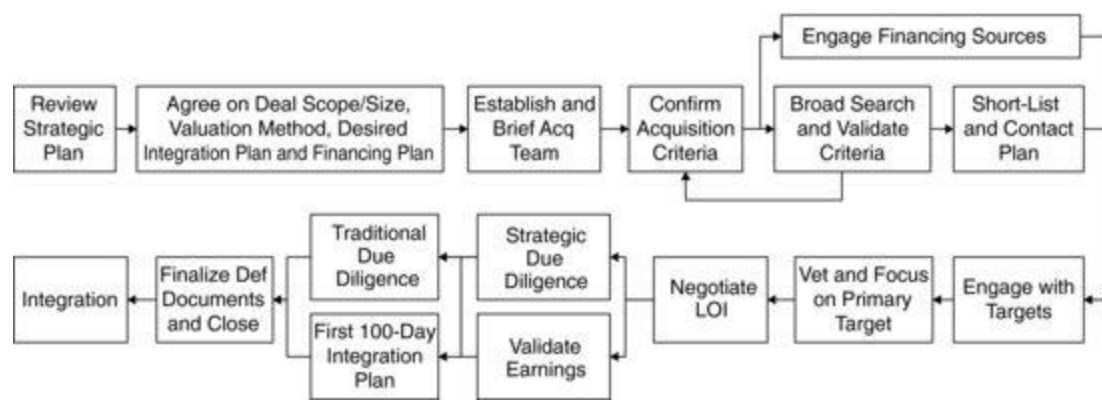 Engage Financing Sources
Review
Strategic
Plan
Agree on Deal Scope/Size,
Valuation Method, Desired
Integration Plan and Financing Plan
Establish and
Brief Acq
Team
Confirm
Acquisition
Criteria
Broad Search
and Validate
Criteria
Short-List
and Contact
Plan
Engage with
Targets
Vet and Focus
on Primary
Target
Negotiate
LOI
Strategic
Due
Diligence
Validate
Earnings
Traditional
Due
Diligence
First 100-Day
Integration
Plan
Finalize Def
Documents
and Close
Integration